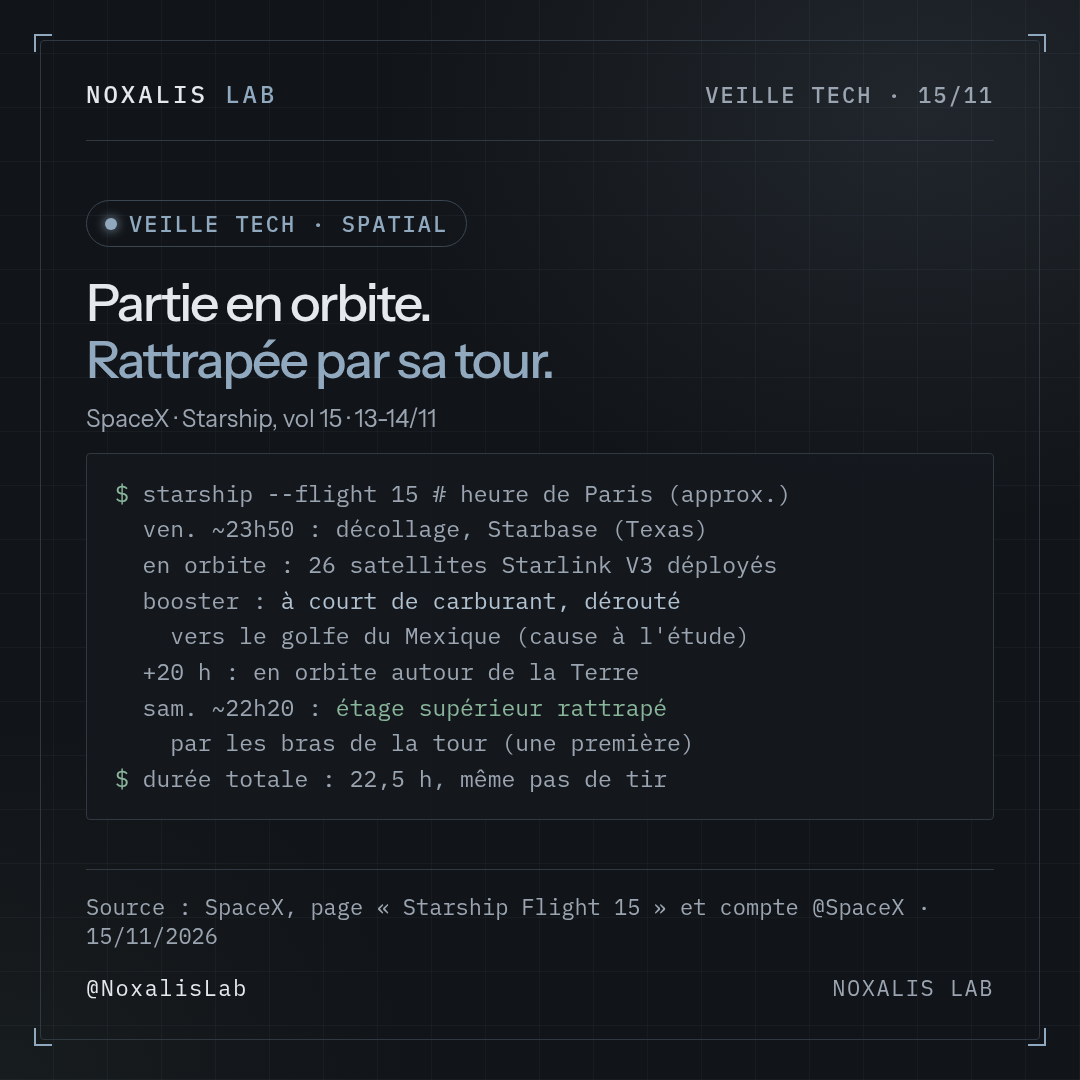 NOXALIS LAB
VEILLE TECH · 15/11
VEILLE TECH · SPATIAL
Partie en orbite.
Rattrapée par sa tour.
SpaceX · Starship, vol 15 · 13-14/11
$ starship --flight 15 # heure de Paris (approx.)
ven. ~23h50 : décollage, Starbase (Texas)
en orbite : 26 satellites Starlink V3 déployés
booster : à court de carburant, dérouté
vers le golfe du Mexique (cause à l'étude)
+20 h : en orbite autour de la Terre
sam. ~22h20 : étage supérieur rattrapé
par les bras de la tour (une première)
$ durée totale : 22,5 h, même pas de tir
Source : SpaceX, page « Starship Flight 15 » et compte @SpaceX ·
15/11/2026
@NoxalisLab
NOXALIS LAB